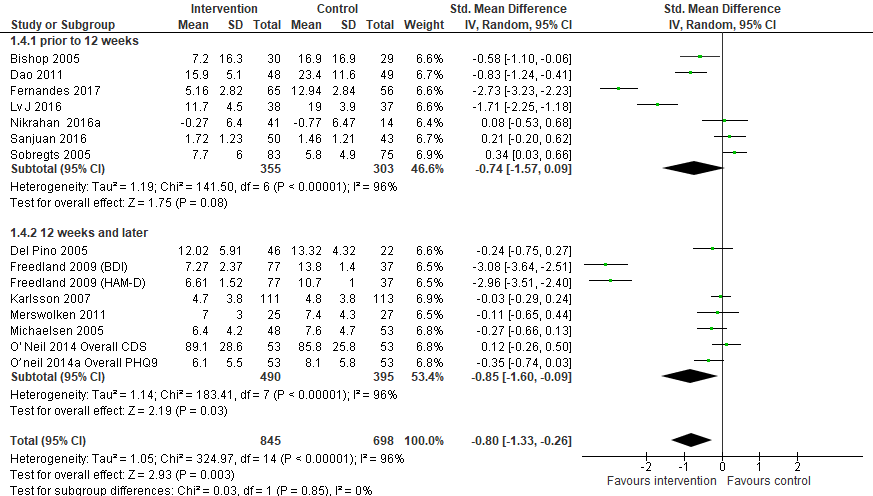 Intervention Control Std. Mean Difference Std. Mean Difference
Study or Subgroup Mean SD Total Mean SD Total Weight IV, Random, 95% CI IV, Random, 95% CI
1.4.1 prior to 12 weeks
Bishop 2005 7.2 16.3 30 16.9 16.9 29 6.6% -0.58 [-1.10, -0.06]
Dao 2011 15.9 5.1 48 23.4 11.6 49 6.8% -0.83 [-1.24, -0.41]
Fernandes 2017 5.16 2.82 65 12.94 2.84 56 6.6% -2.73 [-3.23, -2.23]
Lv J 2016 11.7 4.5 38 19 3.9 37 6.5% -1.71 [-2.25, -1.18]
Nikrahan 2016a -0.27 6.4 41 -0.77 6.47 14 6.4% 0.08 [-0.53, 0.68]
Sanjuan 2016 1.72 1.23 50 1.46 1.21 43 6.8% 0.21 [-0.20, 0.62]
Sobregts 2005 7.7 6 83 5.8 4.9 75 6.9% 0.34 [0.03, 0.66]
Subtotal (95% CI) 355 303 46.6% -0.74 [-1.57, 0.09]
Heterogeneity: Tau² = 1.19; Chi² = 141.50, df = 6 (P < 0.00001); I² = 96%
Test for overall effect: Z = 1.75 (P = 0.08)
1.4.2 12 weeks and later
Del Pino 2005 12.02 5.91 46 13.32 4.32 22 6.6% -0.24 [-0.75, 0.27]
Freedland 2009 (BDI) 7.27 2.37 77 13.8 1.4 37 6.5% -3.08 [-3.64, -2.51]
Freedland 2009 (HAM-D) 6.61 1.52 77 10.7 1 37 6.5% -2.96 [-3.51, -2.40]
Karlsson 2007 4.7 3.8 111 4.8 3.8 113 6.9% -0.03 [-0.29, 0.24]
Merswolken 2011 7 3 25 7.4 4.3 27 6.5% -0.11 [-0.65, 0.44]
Michaelsen 2005 6.4 4.2 48 7.6 4.7 53 6.8% -0.27 [-0.66, 0.13]
O' Neil 2014 Overall CDS 89.1 28.6 53 85.8 25.8 53 6.8% 0.12 [-0.26, 0.50]
O'neil 2014a Overall PHQ9 6.1 5.5 53 8.1 5.8 53 6.8% -0.35 [-0.74, 0.03]
Subtotal (95% CI) 490 395 53.4% -0.85 [-1.60, -0.09]
Heterogeneity: Tau² = 1.14; Chi² = 183.41, df = 7 (P < 0.00001); I² = 96%
Test for overall effect: Z = 2.19 (P = 0.03)
Total (95% CI) 845 698 100.0% -0.80 [-1.33, -0.26]
Heterogeneity: Tau² = 1.05; Chi² = 324.97, df = 14 (P < 0.00001); I² = 96%
Test for overall effect: Z = 2.93 (P = 0.003)
Test for subgroup differences: Chi² = 0.03, df = 1 (P = 0.85), I² = 0%
-2 -1 0 1 2
Favours intervention Favours control